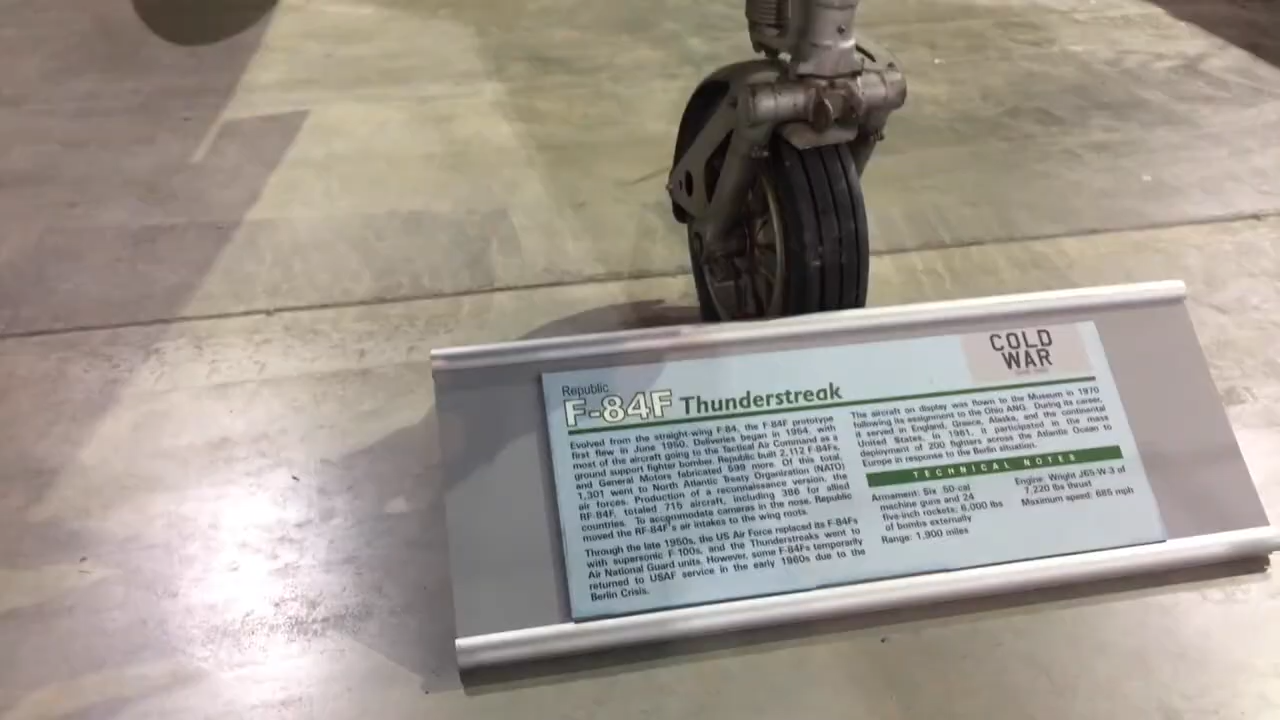 COLD
WAR
Republic
F-84F Thunderstreak
Evolved from the straight-wing F-84, the F-84F prototype
first flew in June 1950. Deliveries began in 1954, with
most of the aircraft going to the Tactical Air Command as a
ground support fighter bomber. Republic built 2,112 F-84Fs,
and General Motors fabricated 599 more. Of this total,
1,301 went to North Atlantic Treaty Organization (NATO)
air forces. Production of a reconnaissance version, the
RF-84F, totaled 715 aircraft, including 386 for allied
countries. To accommodate cameras in the nose, Republic
moved the RF-84F's air intakes to the wing roots.
Through the late 1950s, the US Air Force replaced its F-84Fs
with supersonic F-100s, and the Thunderstreaks went to
Air National Guard units. However, some F-84Fs temporarily
returned to USAF service in the early 1960s due to the
Berlin Crisis.
The aircraft on display was flown to the Museum in 1970
following its assignment to the Ohio ANG. During its career,
it served in England, Greece, Alaska, and the continental
United States. In 1961, it participated in the mass
deployment of 200 fighters across the Atlantic Ocean to
Europe in response to the Berlin situation.
TECHNICAL NOTES
Armament: Six .50-cal
machine guns and 24
five-inch rockets; 6,000 lbs
of bombs externally
Range: 1,900 miles
Engine: Wright J65-W-3 of
7,220 lbs thrust
Maximum speed: 685 mph